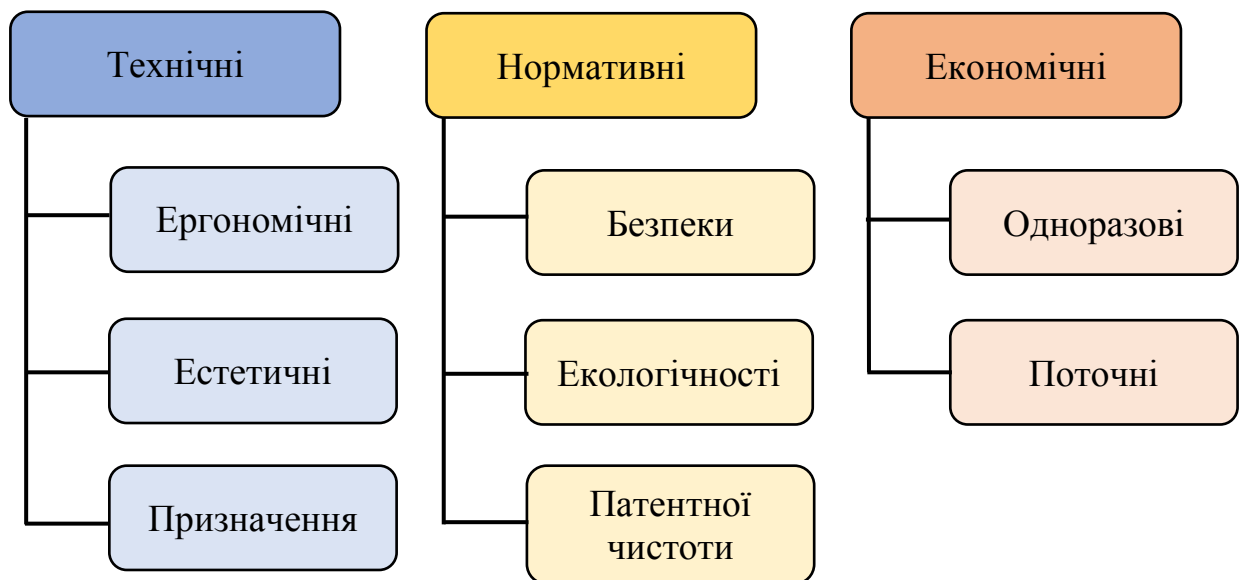 Технічні
Ергономічні
Естетичні
Призначення
Нормативні
Безпеки
Екологічності
Патентної
чистоти
Економічні
Одноразові
Поточні